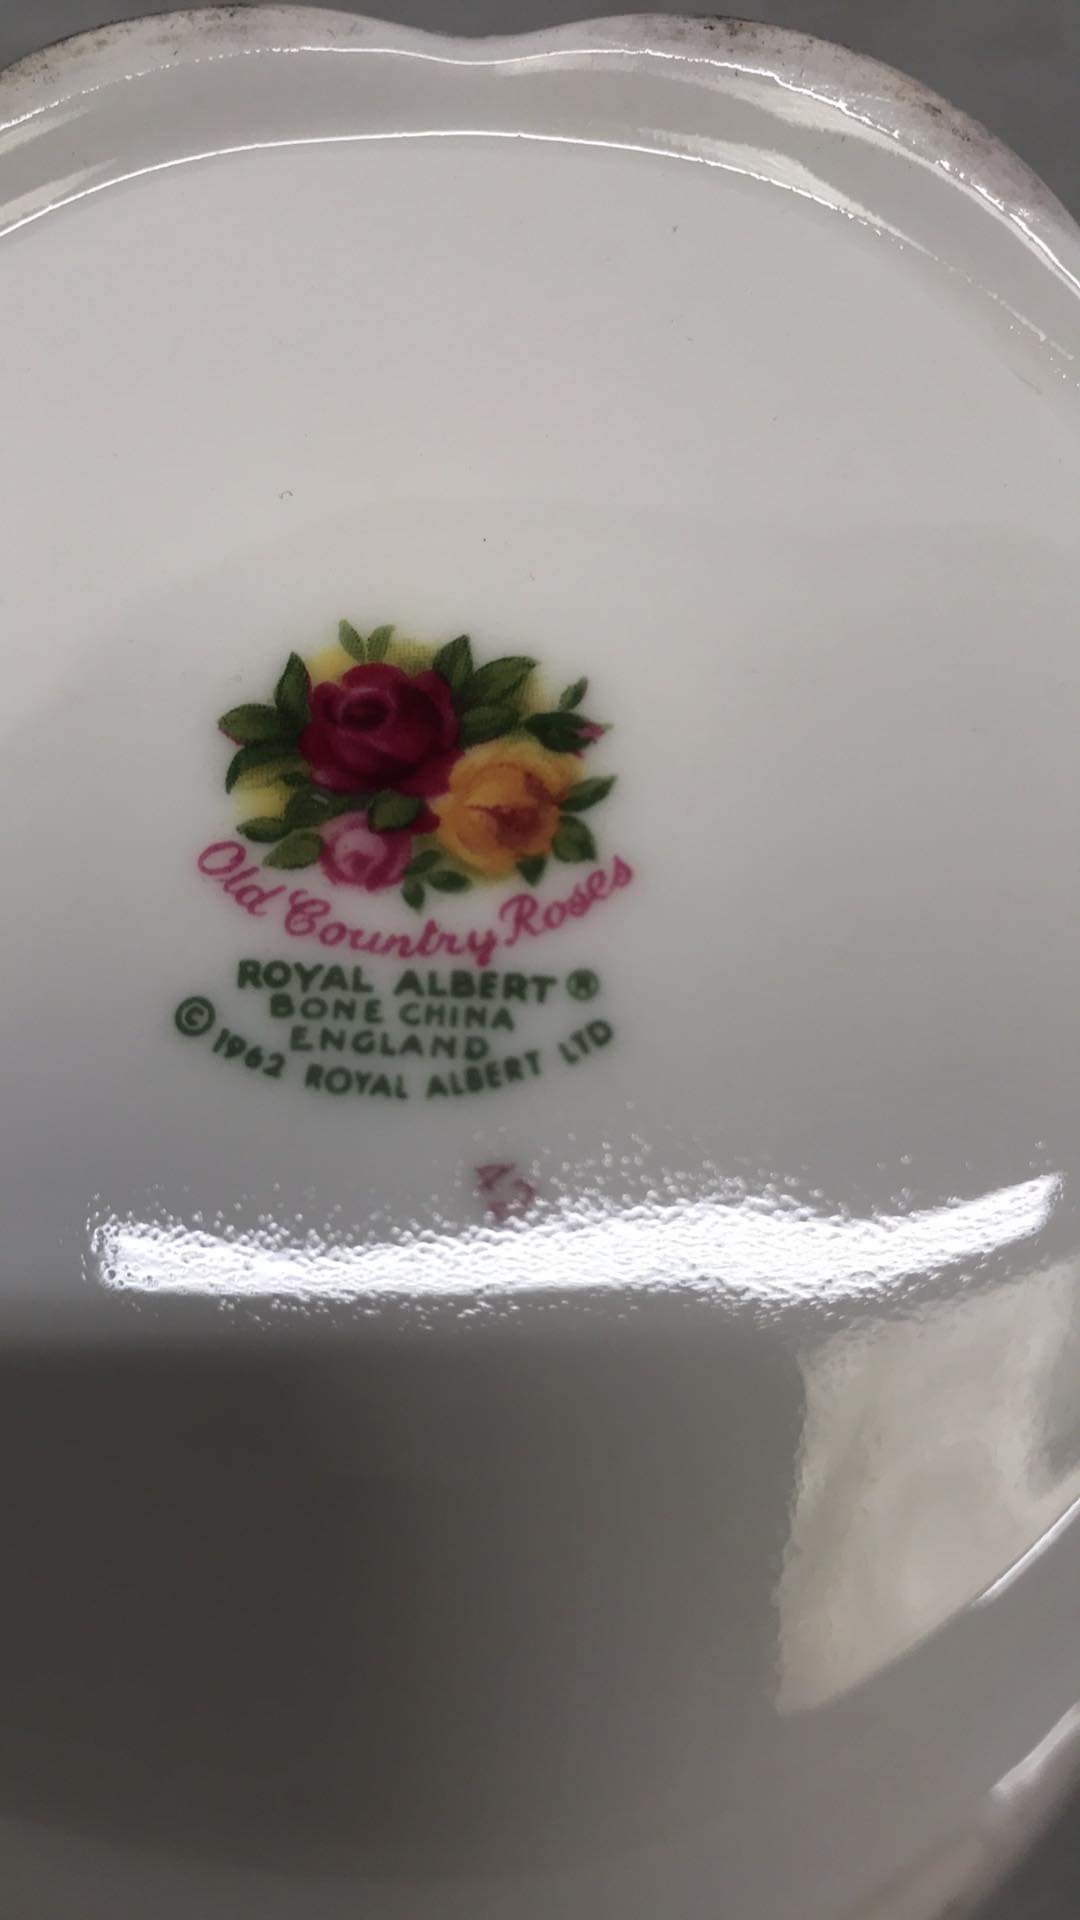 Old Country Roses
ROYAL ALBERT ®
BONE CHINA
ENGLAND
© 1962 ROYAL ALBERT LTD